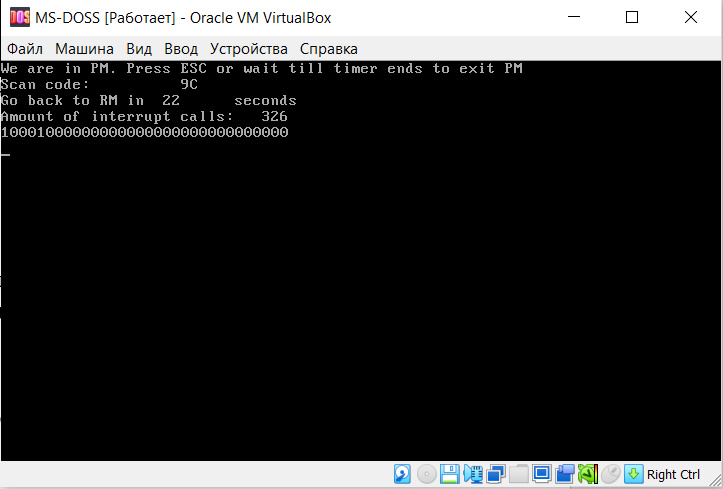 DOS MS-DOSS [Работает] - Oracle VM VirtualBox
Файл Машина Вид Ввод Устройства Справка
We are in PM. Press ESC or wait till timer ends to exit PM
Scan code:          9C
Go back to RM in  22      seconds
Amount of interrupt calls:   326
10001000000000000000000000000000
Right Ctrl